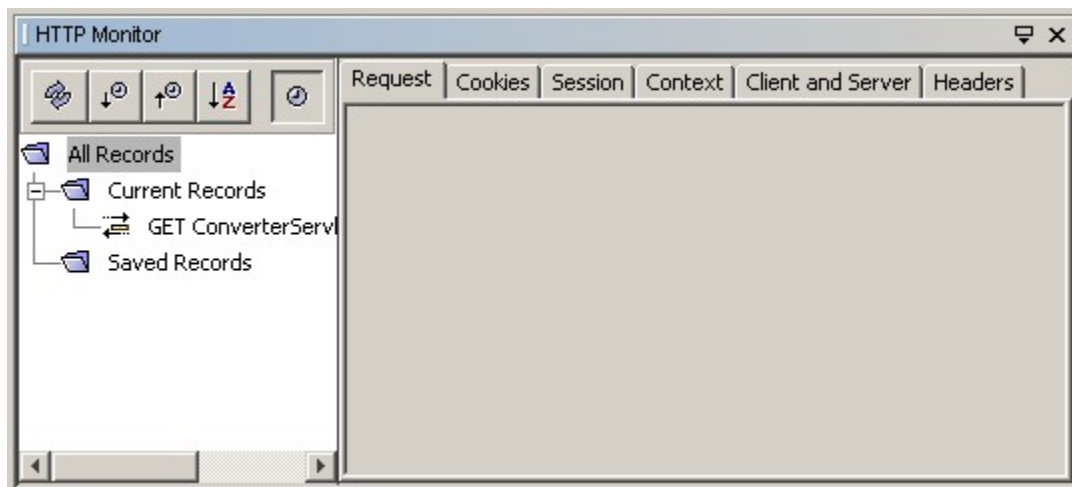 HTTP Monitor
Request Cookies Session Context Client and Server Headers
A
Z
All Records
Current Records
GET ConverterServl
Saved Records